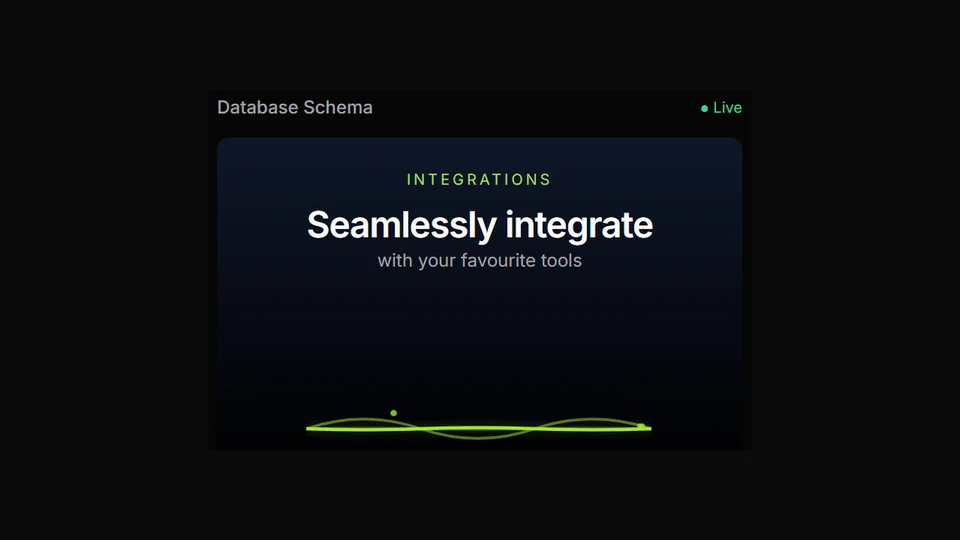 Database Schema
Live
INTEGRATIONS
Seamlessly integrate
with your favourite tools